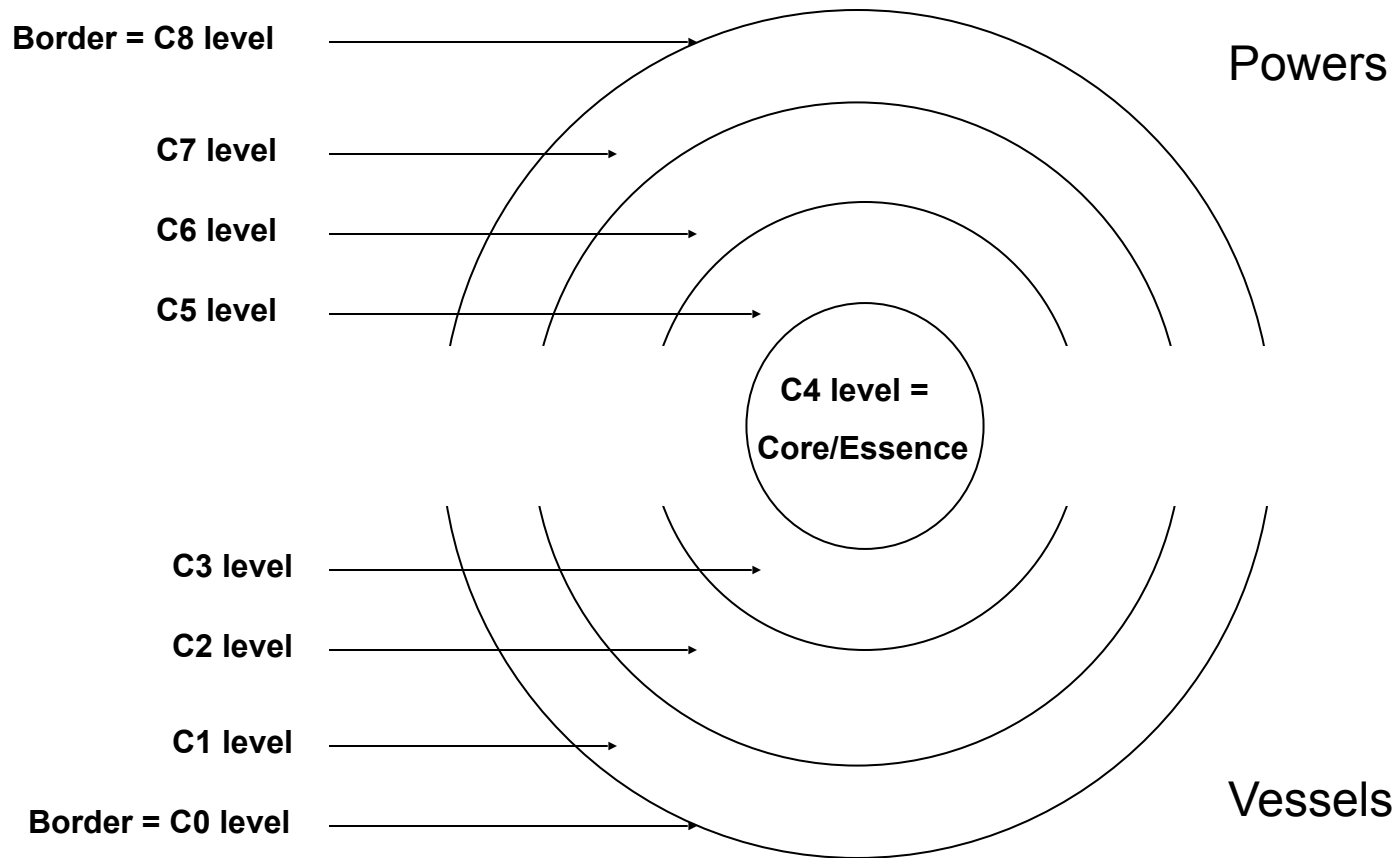 Border = C8 level
Powers
C7 level
C6 level
C5 level
C4 level =
Core/Essence
C3 level
C2 level
C1 level
Vessels
Border = C0 level